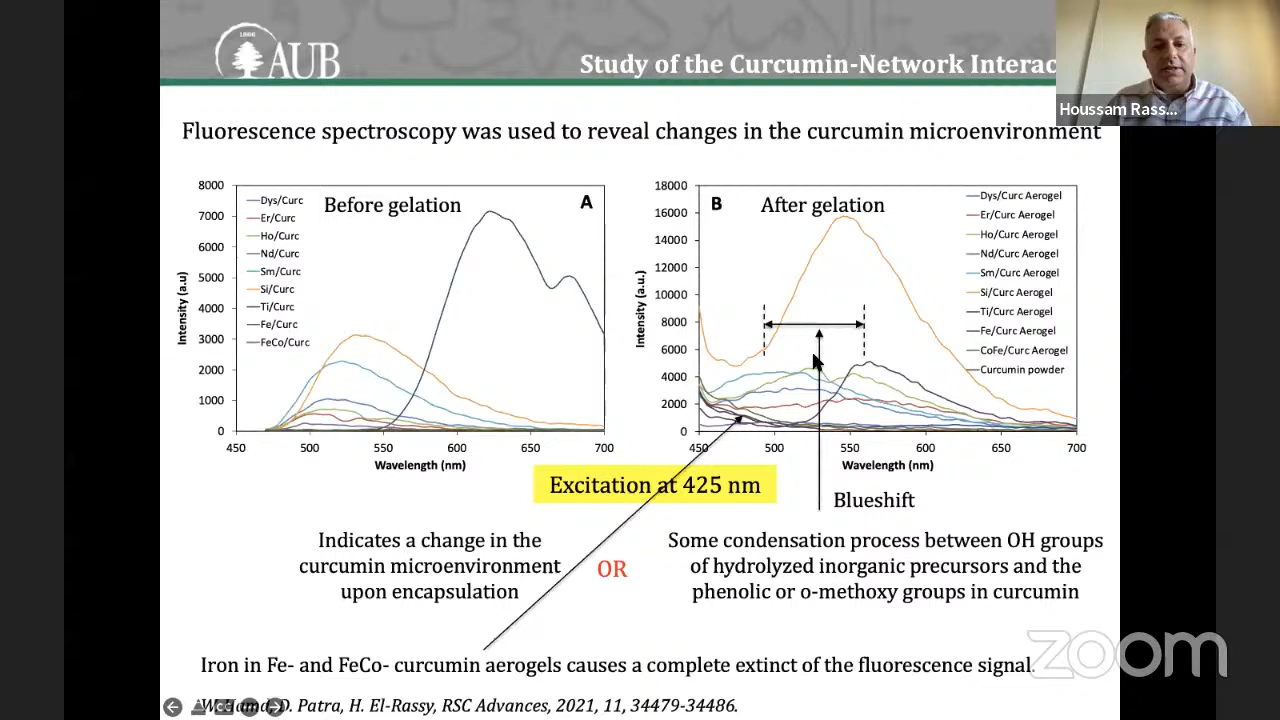 1866
AUB
Study of the Curcumin-Network Interac
Houssam Rass...
Fluorescence spectroscopy was used to reveal changes in the curcumin microenvironment
8000
7000
6000
5000
4000
3000
2000
1000
0
Intensity (a.u)
Dys/Curc
Er/Curc
Ho/Curc
Nd/Curc
Sm/Curc
Si/Curc
Ti/Curc
Fe/Curc
FeCo/Curc
Before gelation
A
450 500 550 600 650 700
Wavelength (nm)
18000
16000
14000
12000
10000
8000
6000
4000
2000
0
Intensity (a.u.)
B
After gelation
Dys/Curc Aerogel
Er/Curc Aerogel
Ho/Curc Aerogel
Nd/Curc Aerogel
Sm/Curc Aerogel
Si/Curc Aerogel
Ti/Curc Aerogel
Fe/Curc Aerogel
CoFe/Curc Aerogel
Curcumin powder
450 500 550 600 650 700
Wavelength (nm)
Excitation at 425 nm
Blueshift
Indicates a change in the
curcumin microenvironment
upon encapsulation
OR
Some condensation process between OH groups
of hydrolyzed inorganic precursors and the
phenolic or o-methoxy groups in curcumin
Iron in Fe- and FeCo- curcumin aerogels causes a complete extinct of the fluorescence signal.
zoom
D. Patra, H. El-Rassy, RSC Advances, 2021, 11, 34479-34486.